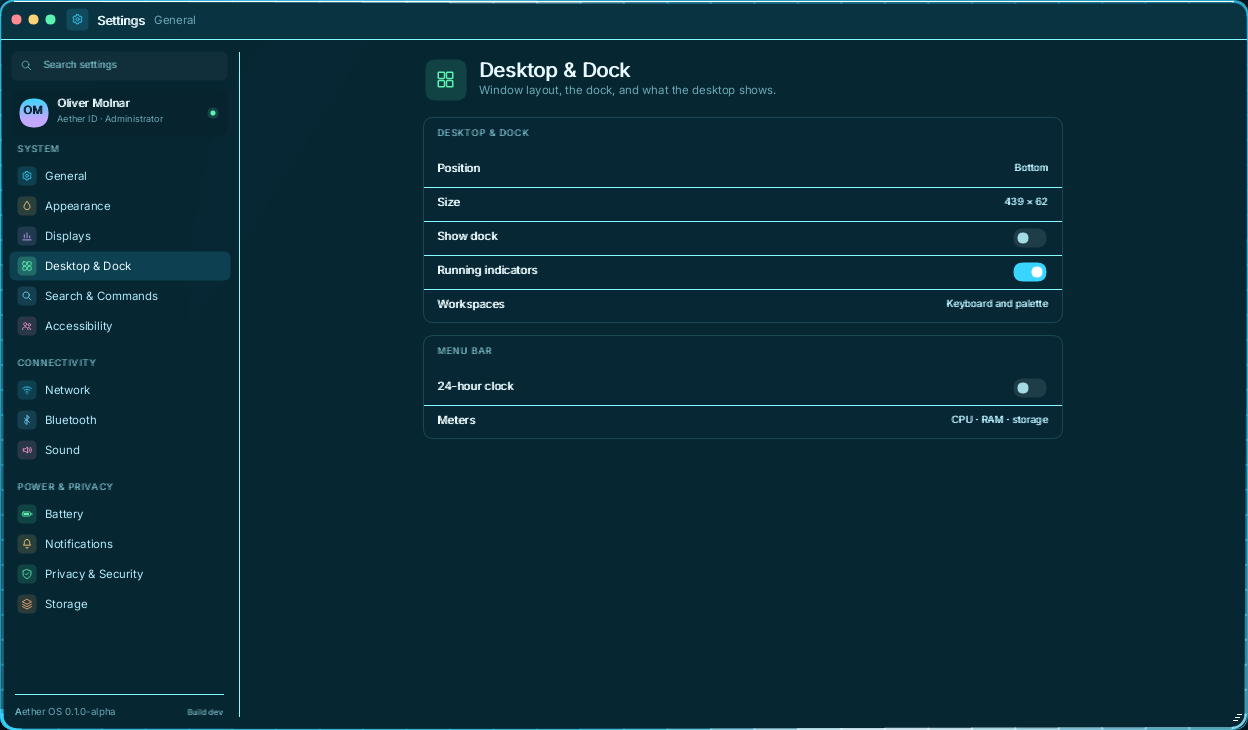 Settings General
Search settings
OM
Oliver Molnar
Aether ID · Administrator
SYSTEM
General
Appearance
Displays
Desktop & Dock
Search & Commands
Accessibility
CONNECTIVITY
Network
Bluetooth
Sound
POWER & PRIVACY
Battery
Notifications
Privacy & Security
Storage
Aether OS 0.1.0-alpha
Build dev
Desktop & Dock
Window layout, the dock, and what the desktop shows.
DESKTOP & DOCK
Position Bottom
Size 439 × 62
Show dock
Running indicators
Workspaces Keyboard and palette
MENU BAR
24-hour clock
Meters CPU · RAM · storage